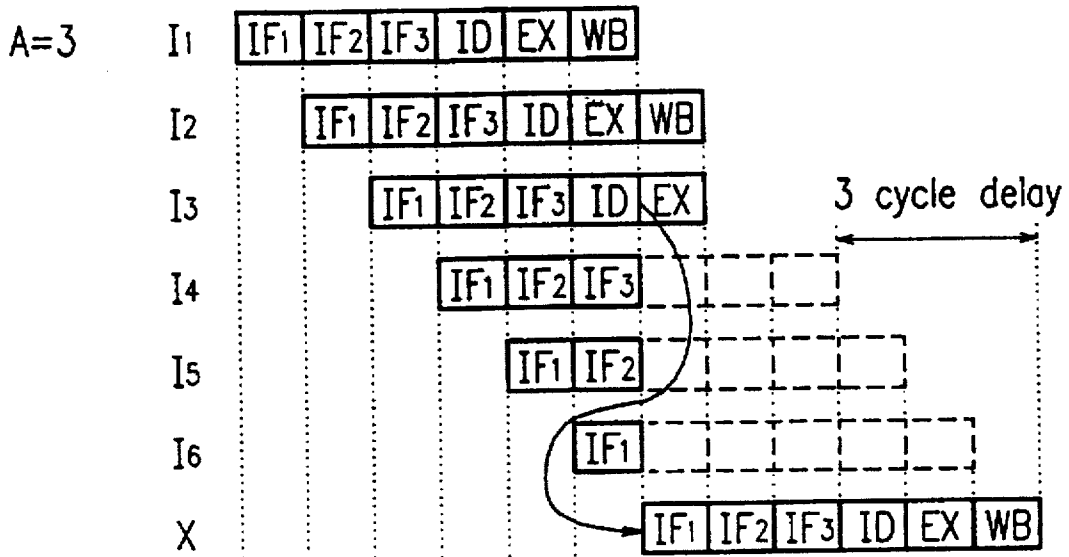 A=3 I1 IF1 IF2 IF3 ID EX WB
I2 IF1 IF2 IF3 ID EX WB
I3 IF1 IF2 IF3 ID EX
3 cycle delay
I4 IF1 IF2 IF3
I5 IF1 IF2
I6 IF1
X IF1 IF2 IF3 ID EX WB